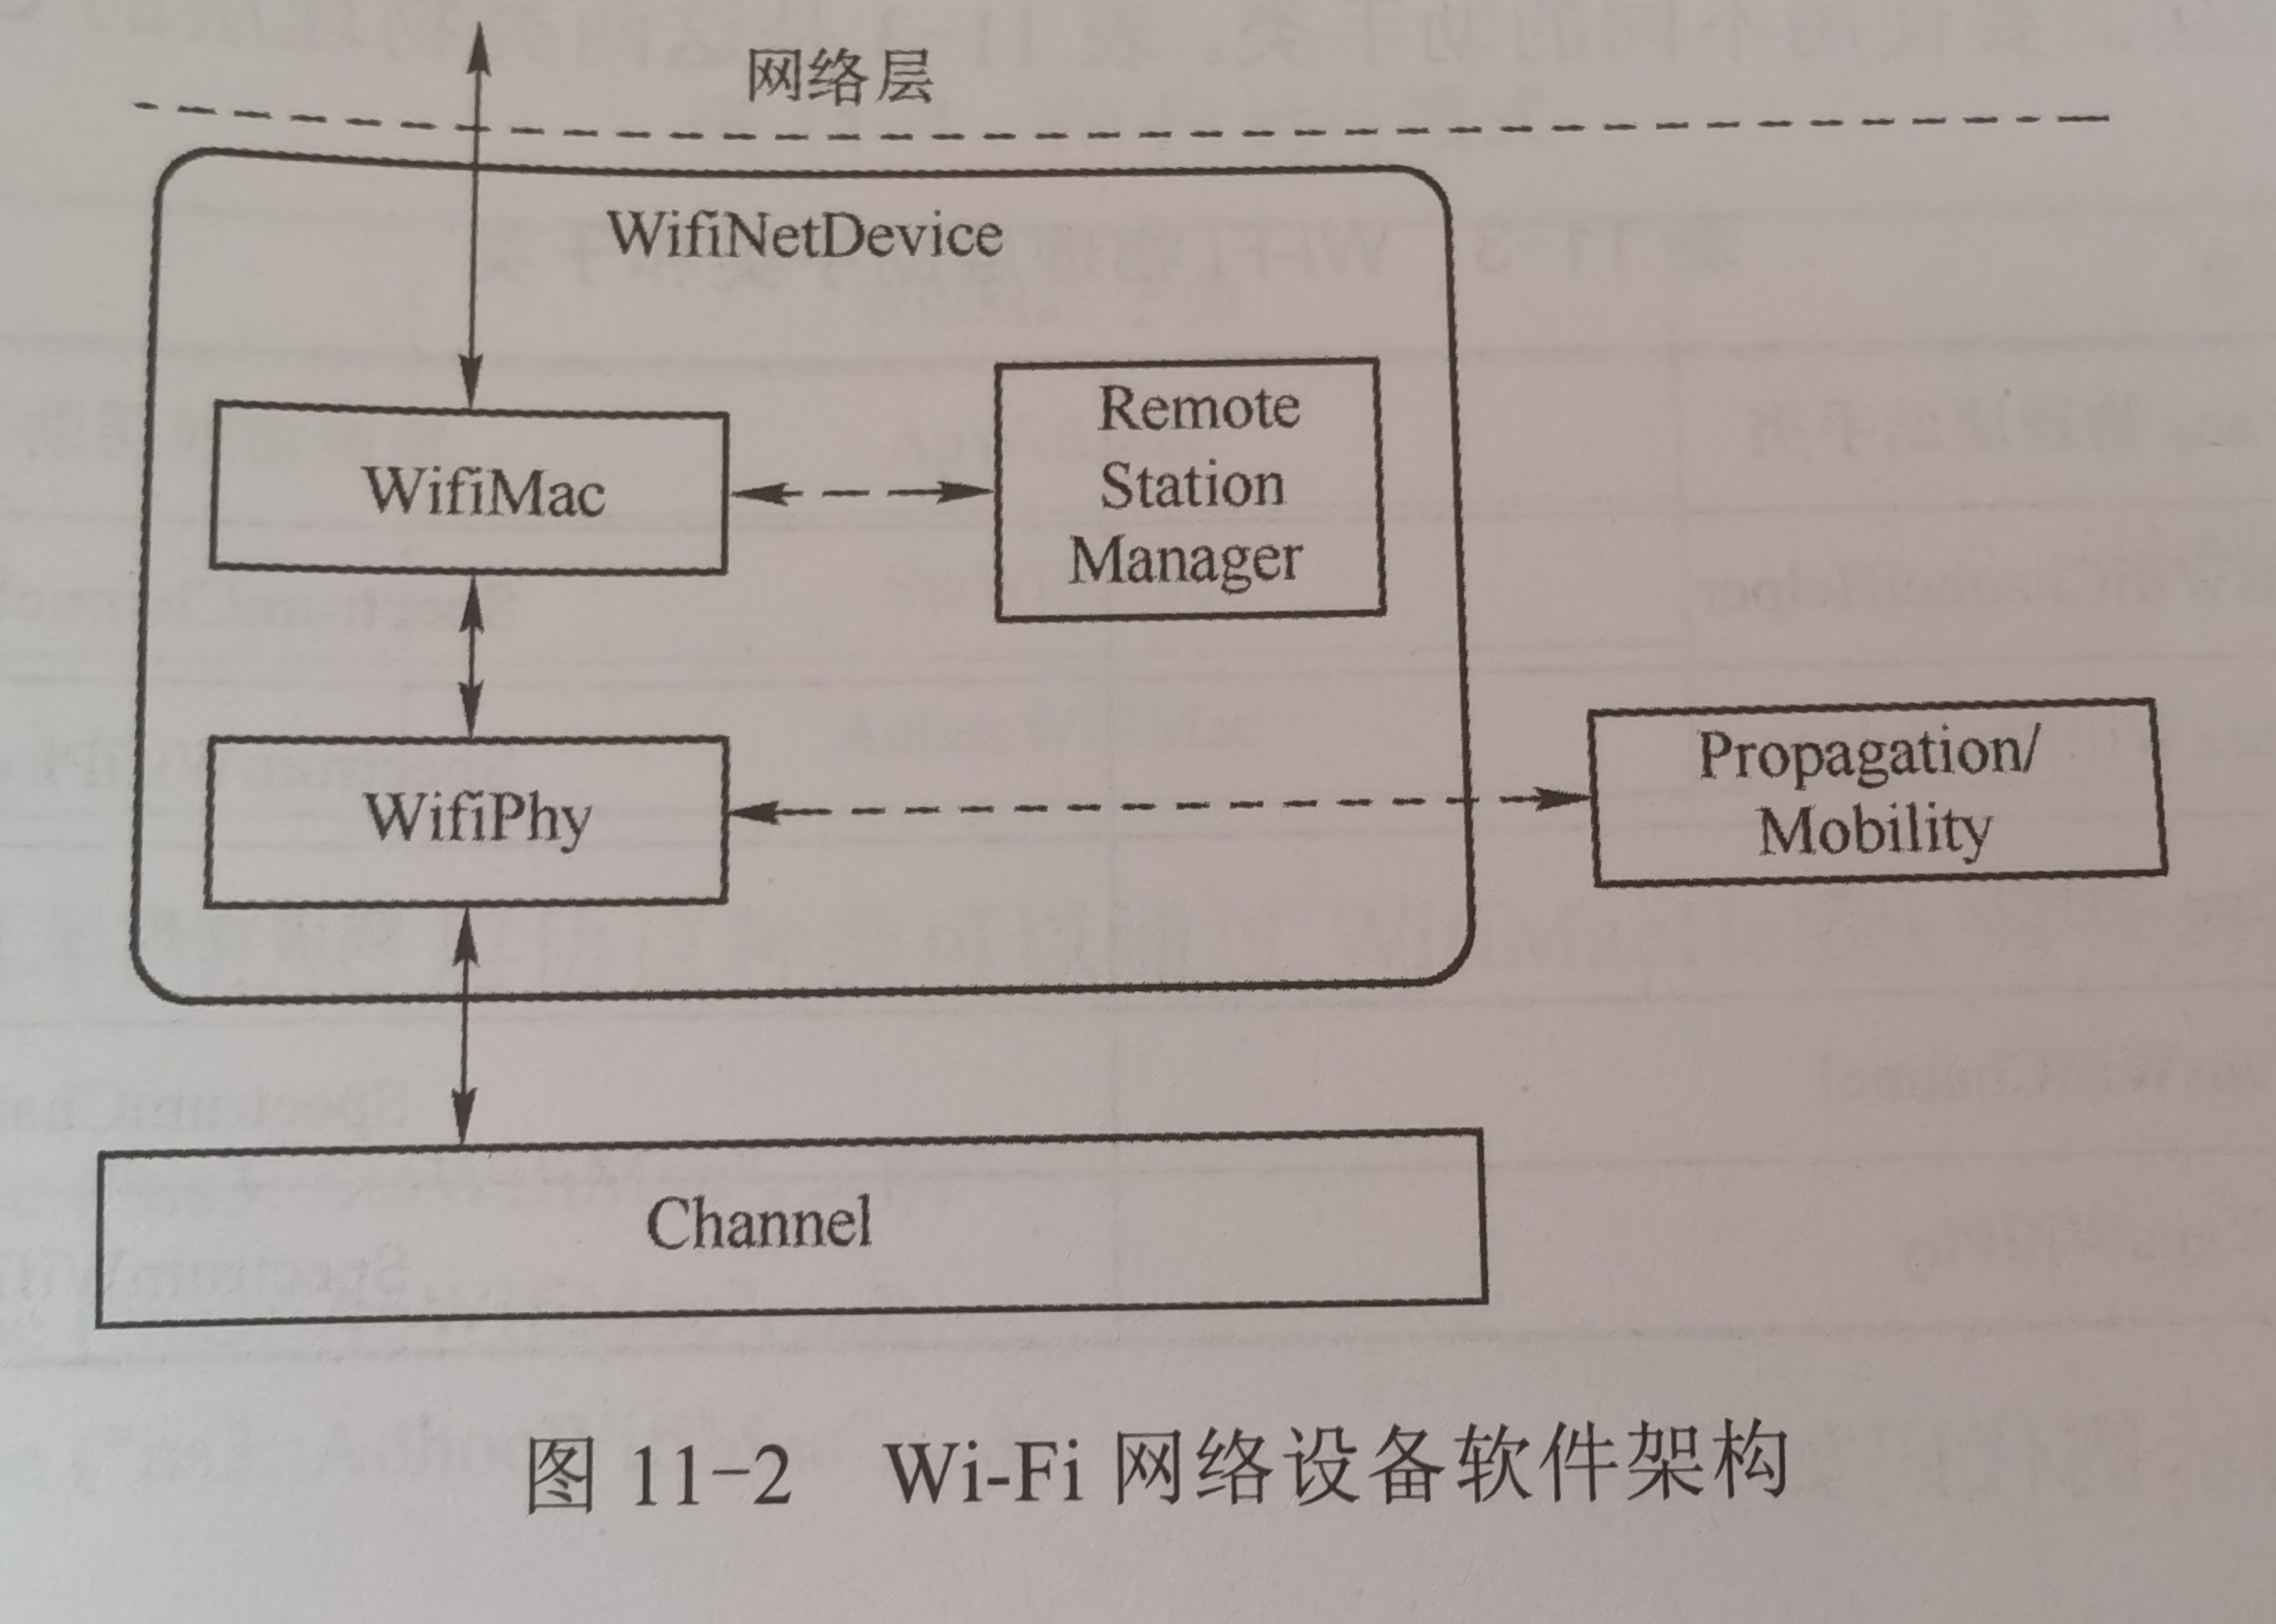 网络层
WifiNetDevice
WifiMac
Remote
Station
Manager
WifiPhy
Propagation/
Mobility
Channel
图 11-2 Wi-Fi 网络设备软件架构